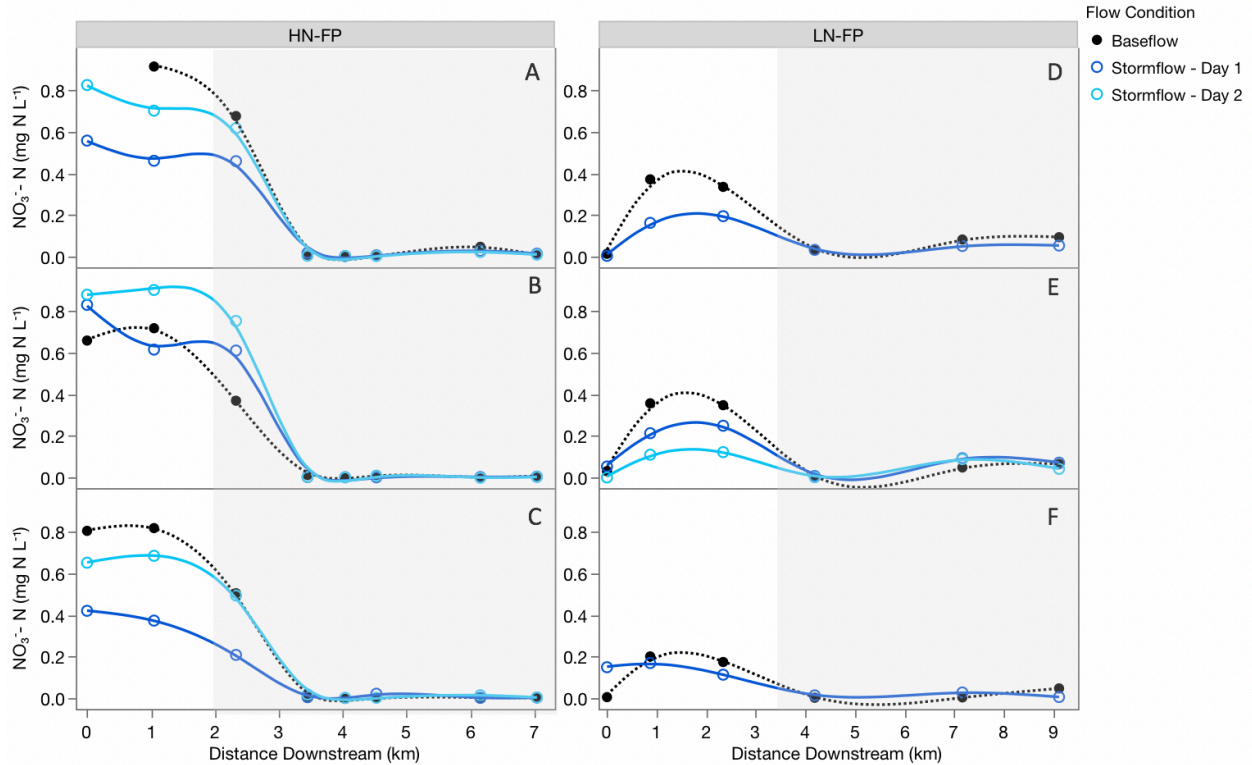 HN-FP
LN-FP
Flow Condition
Baseflow
Stormflow - Day 1
Stormflow - Day 2
A
D
NO₃⁻- N (mg N L⁻¹)
0.8
0.6
0.4
0.2
0.0
0.8
0.6
0.4
0.2
0.0
B
E
NO₃⁻- N (mg N L⁻¹)
0.8
0.6
0.4
0.2
0.0
0.8
0.6
0.4
0.2
0.0
C
F
NO₃⁻- N (mg N L⁻¹)
0.8
0.6
0.4
0.2
0.0
0.8
0.6
0.4
0.2
0.0
0 1 2 3 4 5 6 7
0 1 2 3 4 5 6 7 8 9
Distance Downstream (km)
Distance Downstream (km)